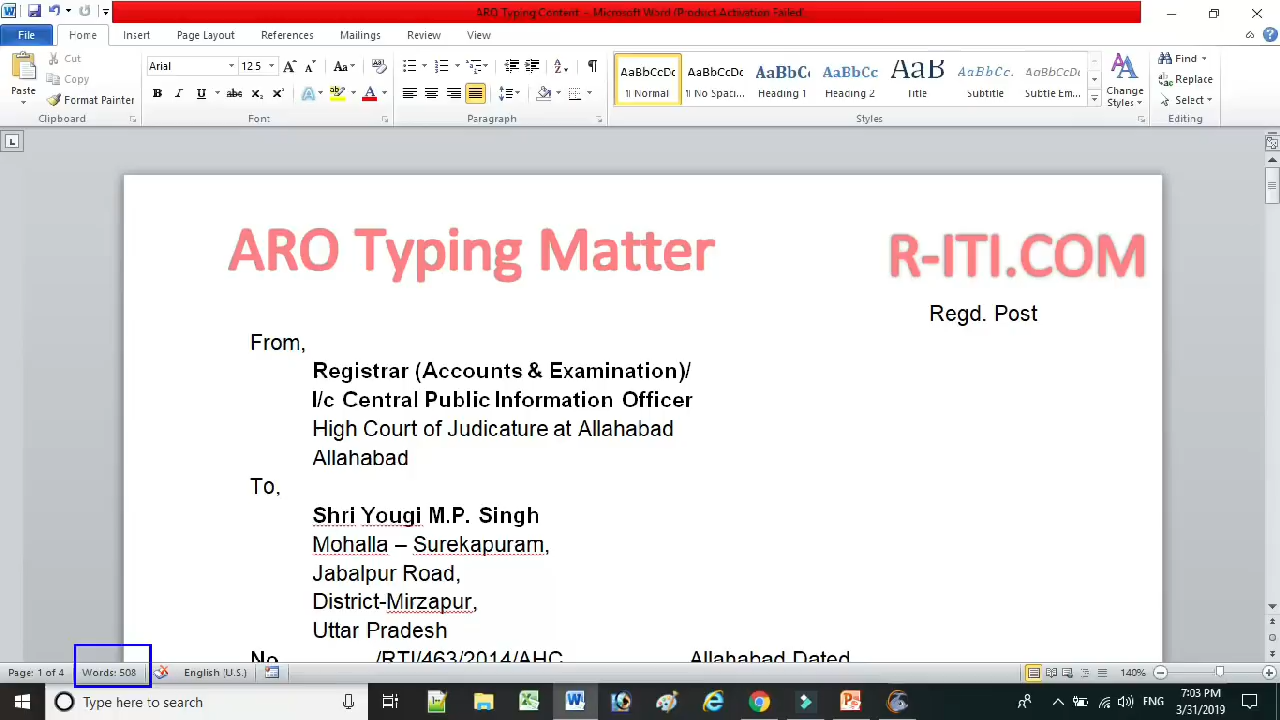 ARO Typing Content - Microsoft Word (Product Activation Failed)
File Home Insert Page Layout References Mailings Review View
Cut
Copy
Format Painter
Paste
Clipboard
Arial 12.5
Font
Paragraph
AaBbCcDc AaBbCcDc AaBbCc AaBbCc AaB AaBbCc. AaBbCcDc
¶ Normal ¶ No Spac... Heading 1 Heading 2 Title Subtitle Subtle Em...
Change Styles
Styles
Find
Replace
Select
Editing
ARO Typing Matter R-ITI.COM
Regd. Post
From,
Registrar (Accounts & Examination)/
I/c Central Public Information Officer
High Court of Judicature at Allahabad
Allahabad
To,
Shri Yougi M.P. Singh
Mohalla – Surekapuram,
Jabalpur Road,
District-Mirzapur,
Uttar Pradesh
No /RTI/463/2014/AHC Allahabad Dated
Page: 1 of 4 Words: 508 English (U.S.) 140%
Type here to search
ENG 7:03 PM
3/31/2019